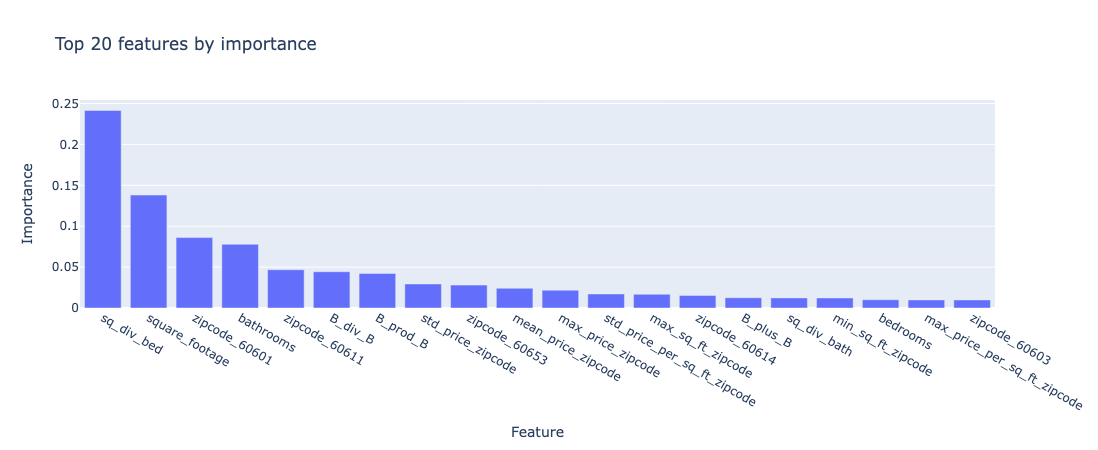 Top 20 features by importance
Importance
0.25
0.2
0.15
0.1
0.05
0
sq_div_bed
square_footage
zipcode_60601
bathrooms
zipcode_60611
B_div_B
B_prod_B
std_price_zipcode
zipcode_60653
mean_price_zipcode
max_price_zipcode
std_price_per_sq_ft_zipcode
max_sq_ft_zipcode
zipcode_60614
B_plus_B
sq_div_bath
min_sq_ft_zipcode
bedrooms
max_price_per_sq_ft_zipcode
zipcode_60603
Feature